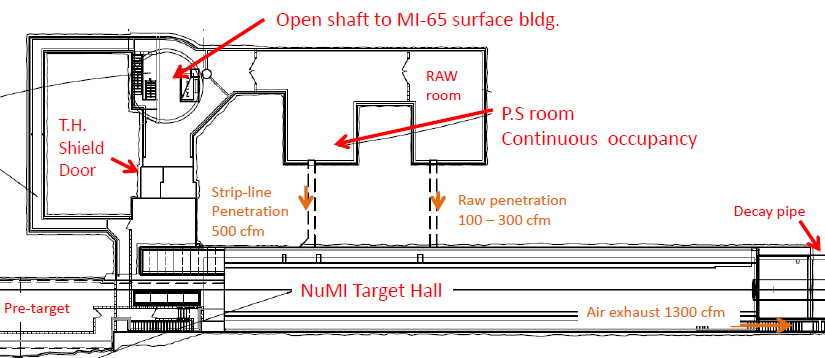 Open shaft to MI-65 surface bldg.
RAW
room
P.S room
Continuous occupancy
T.H.
Shield
Door
Strip-line
Penetration
500 cfm
Raw penetration
100 – 300 cfm
Decay pipe
NuMI Target Hall
Pre-target
Air exhaust 1300 cfm